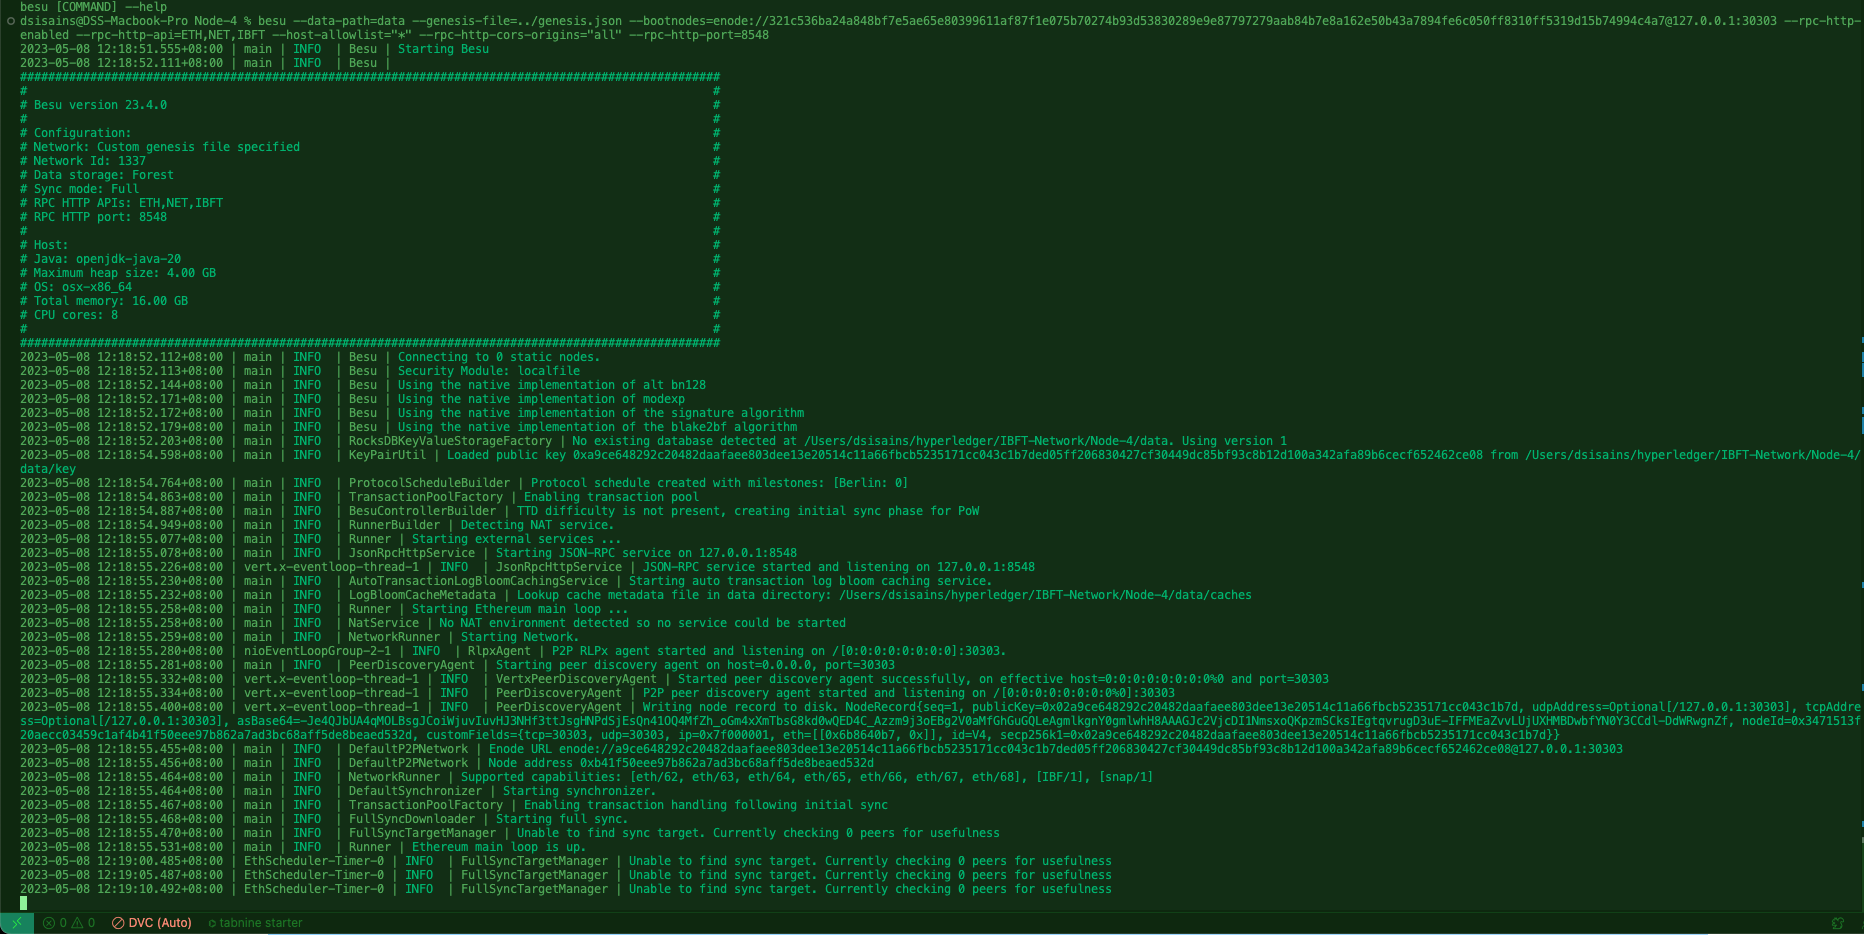 besu [COMMAND] --help
dsisains@DSS-Macbook-Pro Node-4 % besu --data-path=data --genesis-file=../genesis.json --bootnodes=enode://321c536ba24a848bf7e5ae65e80399611af87f1e075b70274b93d53830289e9e87797279aab84b7e8a162e50b43a7894fe6c050ff8310ff5319d15b74994c4a7@127.0.0.1:30303 --rpc-http-
enabled --rpc-http-api=ETH,NET,IBFT --host-allowlist="*" --rpc-http-cors-origins="all" --rpc-http-port=8548
2023-05-08 12:18:51.555+08:00 | main | INFO  | Besu | Starting Besu
2023-05-08 12:18:52.111+08:00 | main | INFO  | Besu |
####################################################################################################
#                                                                                                  #
# Besu version 23.4.0                                                                              #
#                                                                                                  #
# Configuration:                                                                                   #
# Network: Custom genesis file specified                                                           #
# Network Id: 1337                                                                                 #
# Data storage: Forest                                                                             #
# Sync mode: Full                                                                                  #
# RPC HTTP APIs: ETH,NET,IBFT                                                                      #
# RPC HTTP port: 8548                                                                              #
#                                                                                                  #
# Host:                                                                                            #
# Java: openjdk-java-20                                                                            #
# Maximum heap size: 4.00 GB                                                                       #
# OS: osx-x86_64                                                                                   #
# Total memory: 16.00 GB                                                                           #
# CPU cores: 8                                                                                     #
#                                                                                                  #
####################################################################################################
2023-05-08 12:18:52.112+08:00 | main | INFO  | Besu | Connecting to 0 static nodes.
2023-05-08 12:18:52.113+08:00 | main | INFO  | Besu | Security Module: localfile
2023-05-08 12:18:52.144+08:00 | main | INFO  | Besu | Using the native implementation of alt bn128
2023-05-08 12:18:52.171+08:00 | main | INFO  | Besu | Using the native implementation of modexp
2023-05-08 12:18:52.172+08:00 | main | INFO  | Besu | Using the native implementation of the signature algorithm
2023-05-08 12:18:52.179+08:00 | main | INFO  | Besu | Using the native implementation of the blake2bf algorithm
2023-05-08 12:18:52.203+08:00 | main | INFO  | RocksDBKeyValueStorageFactory | No existing database detected at /Users/dsisains/hyperledger/IBFT-Network/Node-4/data. Using version 1
2023-05-08 12:18:54.598+08:00 | main | INFO  | KeyPairUtil | Loaded public key 0xa9ce648292c20482daafaee803dee13e20514c11a66fbcb5235171cc043c1b7ded05ff206830427cf30449dc85bf93c8b12d100a342afa89b6cecf652462ce08 from /Users/dsisains/hyperledger/IBFT-Network/Node-4/
data/key
2023-05-08 12:18:54.764+08:00 | main | INFO  | ProtocolScheduleBuilder | Protocol schedule created with milestones: [Berlin: 0]
2023-05-08 12:18:54.863+08:00 | main | INFO  | TransactionPoolFactory | Enabling transaction pool
2023-05-08 12:18:54.887+08:00 | main | INFO  | BesuControllerBuilder | TTD difficulty is not present, creating initial sync phase for PoW
2023-05-08 12:18:54.949+08:00 | main | INFO  | RunnerBuilder | Detecting NAT service.
2023-05-08 12:18:55.077+08:00 | main | INFO  | Runner | Starting external services ...
2023-05-08 12:18:55.078+08:00 | main | INFO  | JsonRpcHttpService | Starting JSON-RPC service on 127.0.0.1:8548
2023-05-08 12:18:55.226+08:00 | vert.x-eventloop-thread-1 | INFO  | JsonRpcHttpService | JSON-RPC service started and listening on 127.0.0.1:8548
2023-05-08 12:18:55.230+08:00 | main | INFO  | AutoTransactionLogBloomCachingService | Starting auto transaction log bloom caching service.
2023-05-08 12:18:55.232+08:00 | main | INFO  | LogBloomCacheMetadata | Lookup cache metadata file in data directory: /Users/dsisains/hyperledger/IBFT-Network/Node-4/data/caches
2023-05-08 12:18:55.258+08:00 | main | INFO  | Runner | Starting Ethereum main loop ...
2023-05-08 12:18:55.258+08:00 | main | INFO  | NatService | No NAT environment detected so no service could be started
2023-05-08 12:18:55.259+08:00 | main | INFO  | NetworkRunner | Starting Network.
2023-05-08 12:18:55.280+08:00 | nioEventLoopGroup-2-1 | INFO  | RlpxAgent | P2P RLPx agent started and listening on /[0:0:0:0:0:0:0:0]:30303.
2023-05-08 12:18:55.281+08:00 | main | INFO  | PeerDiscoveryAgent | Starting peer discovery agent on host=0.0.0.0, port=30303
2023-05-08 12:18:55.332+08:00 | vert.x-eventloop-thread-1 | INFO  | VertxPeerDiscoveryAgent | Started peer discovery agent successfully, on effective host=0:0:0:0:0:0:0:0%0 and port=30303
2023-05-08 12:18:55.334+08:00 | vert.x-eventloop-thread-1 | INFO  | PeerDiscoveryAgent | P2P peer discovery agent started and listening on /[0:0:0:0:0:0:0:0%0]:30303
2023-05-08 12:18:55.400+08:00 | vert.x-eventloop-thread-1 | INFO  | PeerDiscoveryAgent | Writing node record to disk. NodeRecord{seq=1, publicKey=0x02a9ce648292c20482daafaee803dee13e20514c11a66fbcb5235171cc043c1b7d, udpAddress=Optional[/127.0.0.1:30303], tcpAddre
ss=Optional[/127.0.0.1:30303], asBase64=-Je4QJbUA4qMOLBsgJCoiWjuvIuvHJ3NHf3ttJsgHNPdSjEsQn41OQ4MfZh_oGm4xXmTbsG8kd0wQED4C_Azzm9j3oEBg2V0aMfGhGuGQLeAgmlkgnY0gmlwhH8AAAGJc2VjcDI1NmsxoQKpzmSCksIEgtqvrugD3uE-IFFMEaZvvLUjUXHMBDwbfYN0Y3CCdl-DdWRwgnZf, nodeId=0x3471513f
20aecc03459c1af4b41f50eee97b862a7ad3bc68aff5de8beaed532d, customFields={tcp=30303, udp=30303, ip=0x7f000001, eth=[[0x6b8640b7, 0x]], id=V4, secp256k1=0x02a9ce648292c20482daafaee803dee13e20514c11a66fbcb5235171cc043c1b7d}}
2023-05-08 12:18:55.455+08:00 | main | INFO  | DefaultP2PNetwork | Enode URL enode://a9ce648292c20482daafaee803dee13e20514c11a66fbcb5235171cc043c1b7ded05ff206830427cf30449dc85bf93c8b12d100a342afa89b6cecf652462ce08@127.0.0.1:30303
2023-05-08 12:18:55.456+08:00 | main | INFO  | DefaultP2PNetwork | Node address 0xb41f50eee97b862a7ad3bc68aff5de8beaed532d
2023-05-08 12:18:55.464+08:00 | main | INFO  | NetworkRunner | Supported capabilities: [eth/62, eth/63, eth/64, eth/65, eth/66, eth/67, eth/68], [IBF/1], [snap/1]
2023-05-08 12:18:55.464+08:00 | main | INFO  | DefaultSynchronizer | Starting synchronizer.
2023-05-08 12:18:55.467+08:00 | main | INFO  | TransactionPoolFactory | Enabling transaction handling following initial sync
2023-05-08 12:18:55.468+08:00 | main | INFO  | FullSyncDownloader | Starting full sync.
2023-05-08 12:18:55.470+08:00 | main | INFO  | FullSyncTargetManager | Unable to find sync target. Currently checking 0 peers for usefulness
2023-05-08 12:18:55.531+08:00 | main | INFO  | Runner | Ethereum main loop is up.
2023-05-08 12:19:00.485+08:00 | EthScheduler-Timer-0 | INFO  | FullSyncTargetManager | Unable to find sync target. Currently checking 0 peers for usefulness
2023-05-08 12:19:05.487+08:00 | EthScheduler-Timer-0 | INFO  | FullSyncTargetManager | Unable to find sync target. Currently checking 0 peers for usefulness
2023-05-08 12:19:10.492+08:00 | EthScheduler-Timer-0 | INFO  | FullSyncTargetManager | Unable to find sync target. Currently checking 0 peers for usefulness
0 0 DVC (Auto) tabnine starter